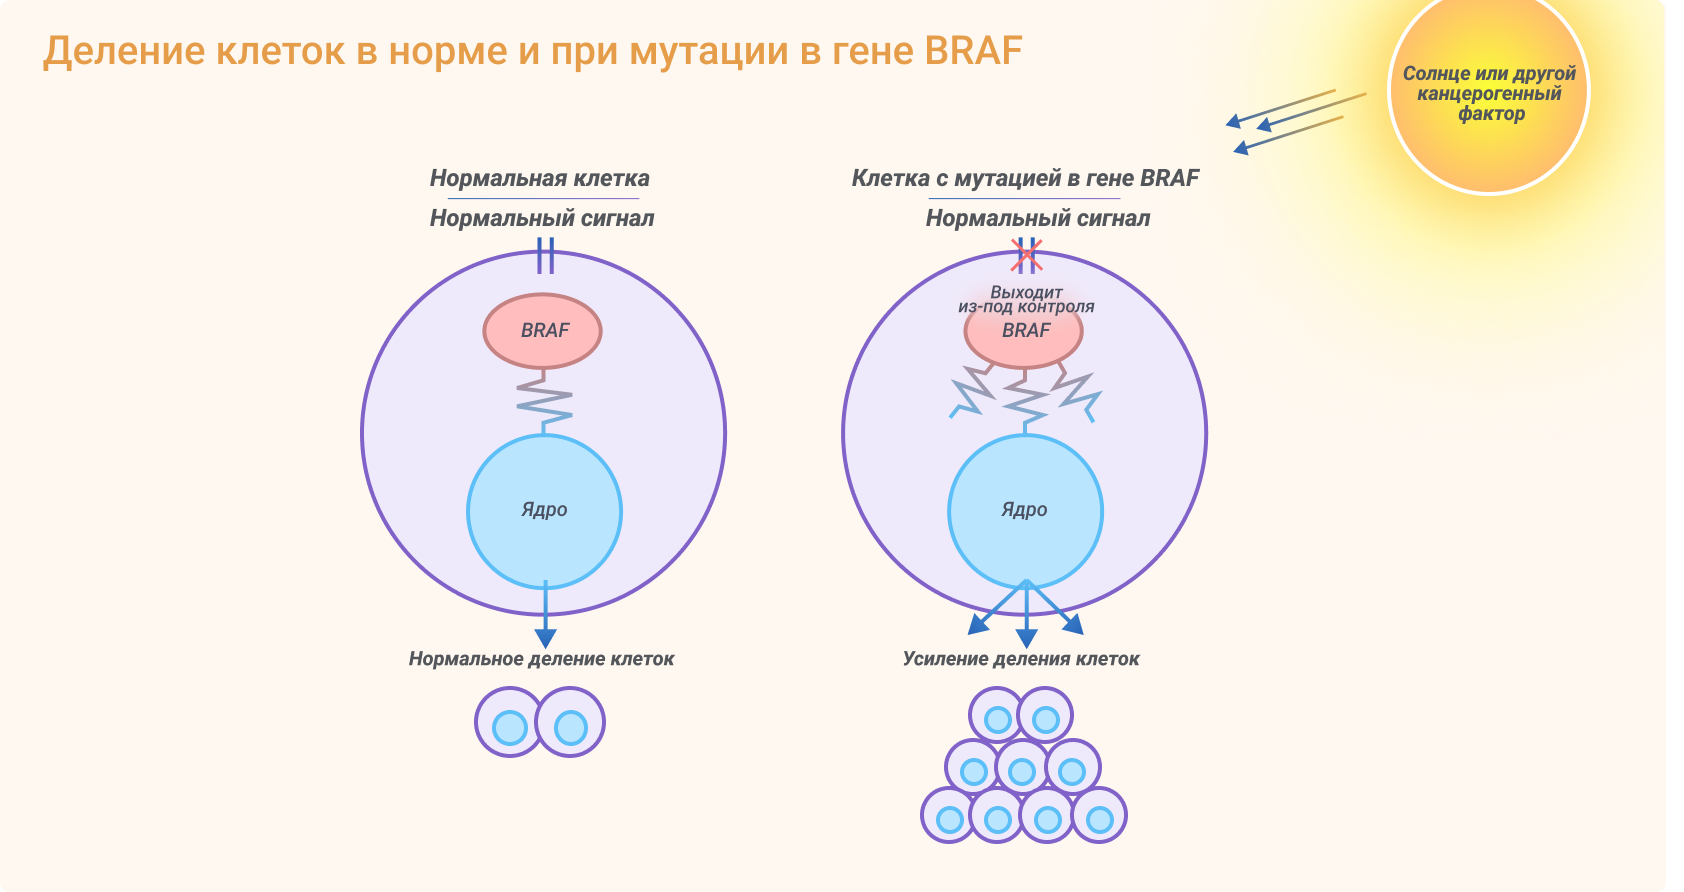 Деление клеток в норме и при мутации в гене BRAF
Солнце или другой
канцерогенный
фактор
Нормальная клетка
Нормальный сигнал
BRAF
Ядро
Нормальное деление клеток
Клетка с мутацией в гене BRAF
Нормальный сигнал
Выходит
из-под контроля
BRAF
Ядро
Усиление деления клеток